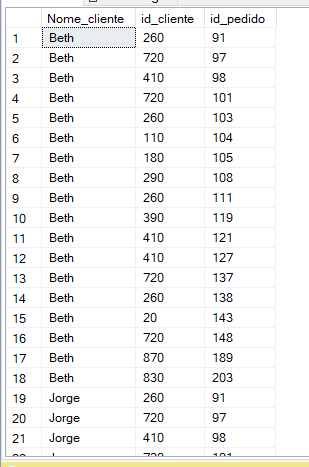 Nome_cliente id_cliente id_pedido
1 Beth 260 91
2 Beth 720 97
3 Beth 410 98
4 Beth 720 101
5 Beth 260 103
6 Beth 110 104
7 Beth 180 105
8 Beth 290 108
9 Beth 260 111
10 Beth 390 119
11 Beth 410 121
12 Beth 410 127
13 Beth 720 137
14 Beth 260 138
15 Beth 20 143
16 Beth 720 148
17 Beth 870 189
18 Beth 830 203
19 Jorge 260 91
20 Jorge 720 97
21 Jorge 410 98